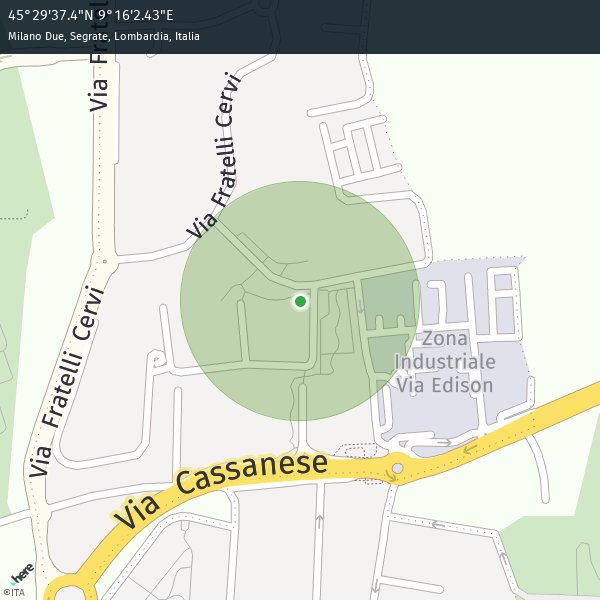 45°29'37.4"N 9°16'2.43"E
Milano Due, Segrate, Lombardia, Italia
Via Fratelli Cervi
Via Fratelli Cervi
Via Fratelli Cervi
Zona
Industriale
Via Edison
Via Cassanese
here
©ITA